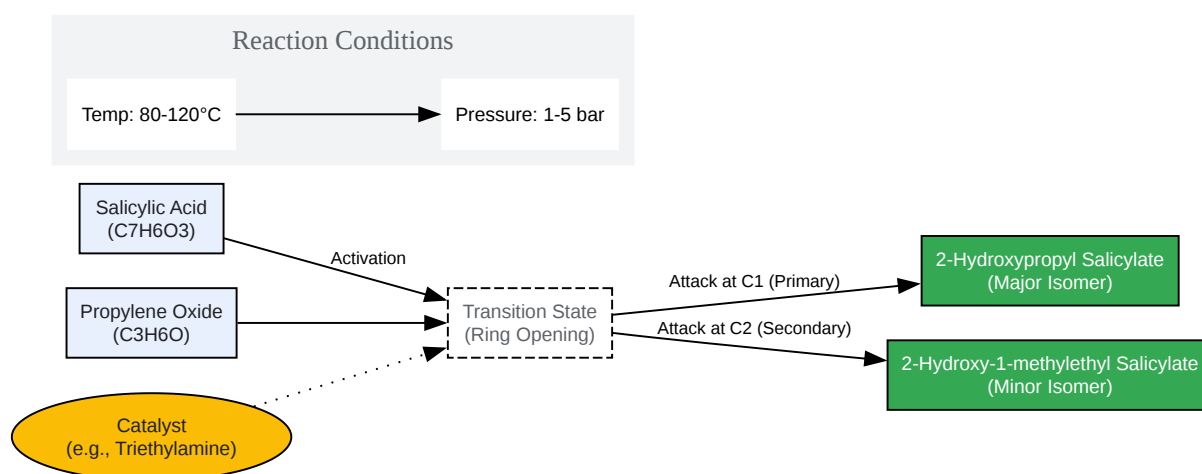 Reaction Conditions
Temp: 80-120°C
Pressure: 1-5 bar
Salicylic Acid
(C7H6O3)
Activation
Propylene Oxide
(C3H6O)
Transition State
(Ring Opening)
Attack at C1 (Primary)
Attack at C2 (Secondary)
2-Hydroxypropyl Salicylate
(Major Isomer)
2-Hydroxy-1-methylethyl Salicylate
(Minor Isomer)
Catalyst
(e.g., Triethylamine)